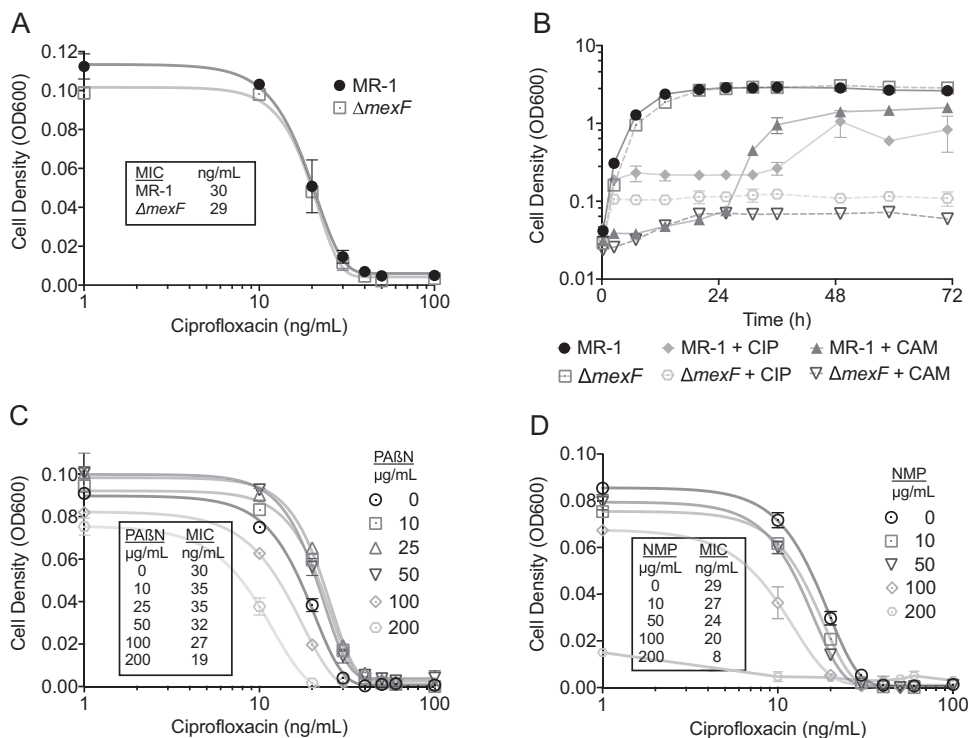 A
Cell Density (OD600)
0.12
0.10
0.08
0.06
0.04
0.02
0.00
MR-1
ΔmexF
MIC ng/mL
MR-1 30
ΔmexF 29
1 10 100
Ciprofloxacin (ng/mL)
B
Cell Density (OD600)
10
1
0.1
0.01
0 24 48 72
Time (h)
MR-1 MR-1 + CIP MR-1 + CAM
ΔmexF ΔmexF + CIP ΔmexF + CAM
C
Cell Density (OD600)
0.10
0.08
0.06
0.04
0.02
0.00
PAßN
µg/mL
0
10
25
50
100
200
PAßN MIC
µg/mL ng/mL
0 30
10 35
25 35
50 32
100 27
200 19
1 10 100
Ciprofloxacin (ng/mL)
D
Cell Density (OD600)
0.10
0.08
0.06
0.04
0.02
0.00
NMP
µg/mL
0
10
50
100
200
NMP MIC
µg/mL ng/mL
0 29
10 27
50 24
100 20
200 8
1 10 100
Ciprofloxacin (ng/mL)